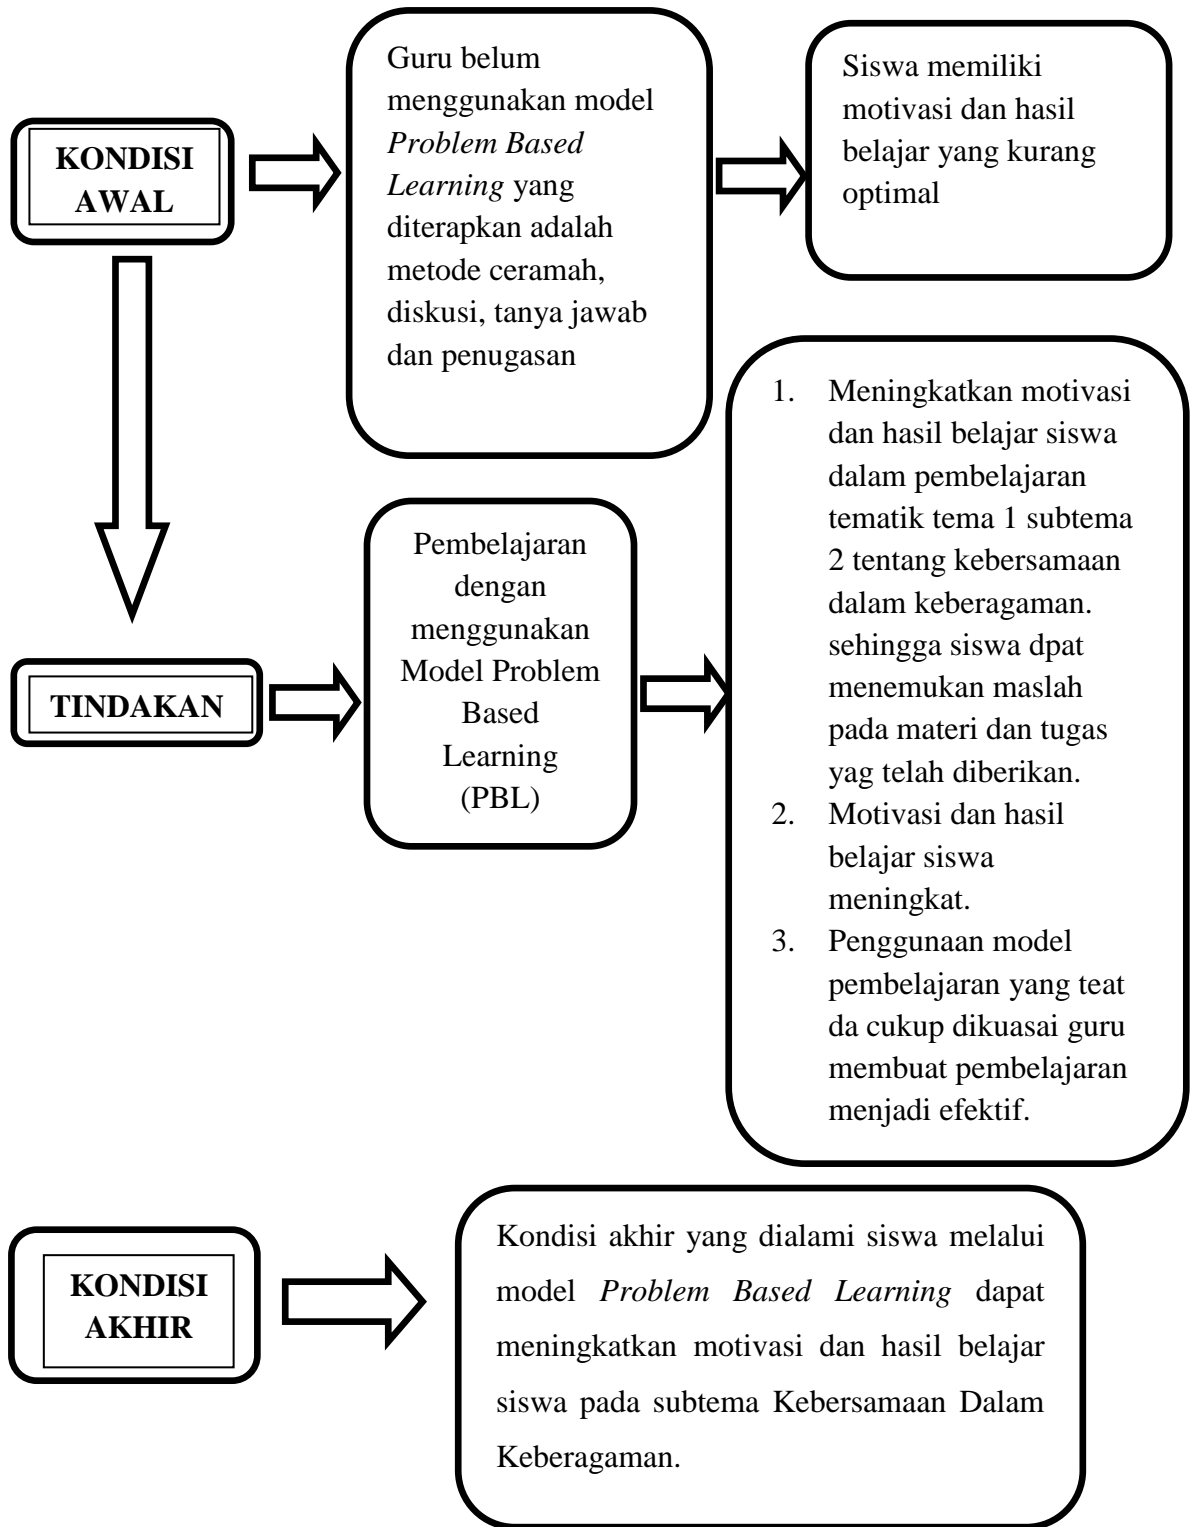 KONDISI
AWAL
Guru belum
menggunakan model
Problem Based
Learning yang
diterapkan adalah
metode ceramah,
diskusi, tanya jawab
dan penugasan
Siswa memiliki
motivasi dan hasil
belajar yang kurang
optimal
TINDAKAN
Pembelajaran
dengan
menggunakan
Model Problem
Based
Learning
(PBL)
1. Meningkatkan motivasi
dan hasil belajar siswa
dalam pembelajaran
tematik tema 1 subtema
2 tentang kebersamaan
dalam keberagaman.
sehingga siswa dpat
menemukan maslah
pada materi dan tugas
yag telah diberikan.
2. Motivasi dan hasil
belajar siswa
meningkat.
3. Penggunaan model
pembelajaran yang teat
da cukup dikuasai guru
membuat pembelajaran
menjadi efektif.
KONDISI
AKHIR
Kondisi akhir yang dialami siswa melalui
model Problem Based Learning dapat
meningkatkan motivasi dan hasil belajar
siswa pada subtema Kebersamaan Dalam
Keberagaman.